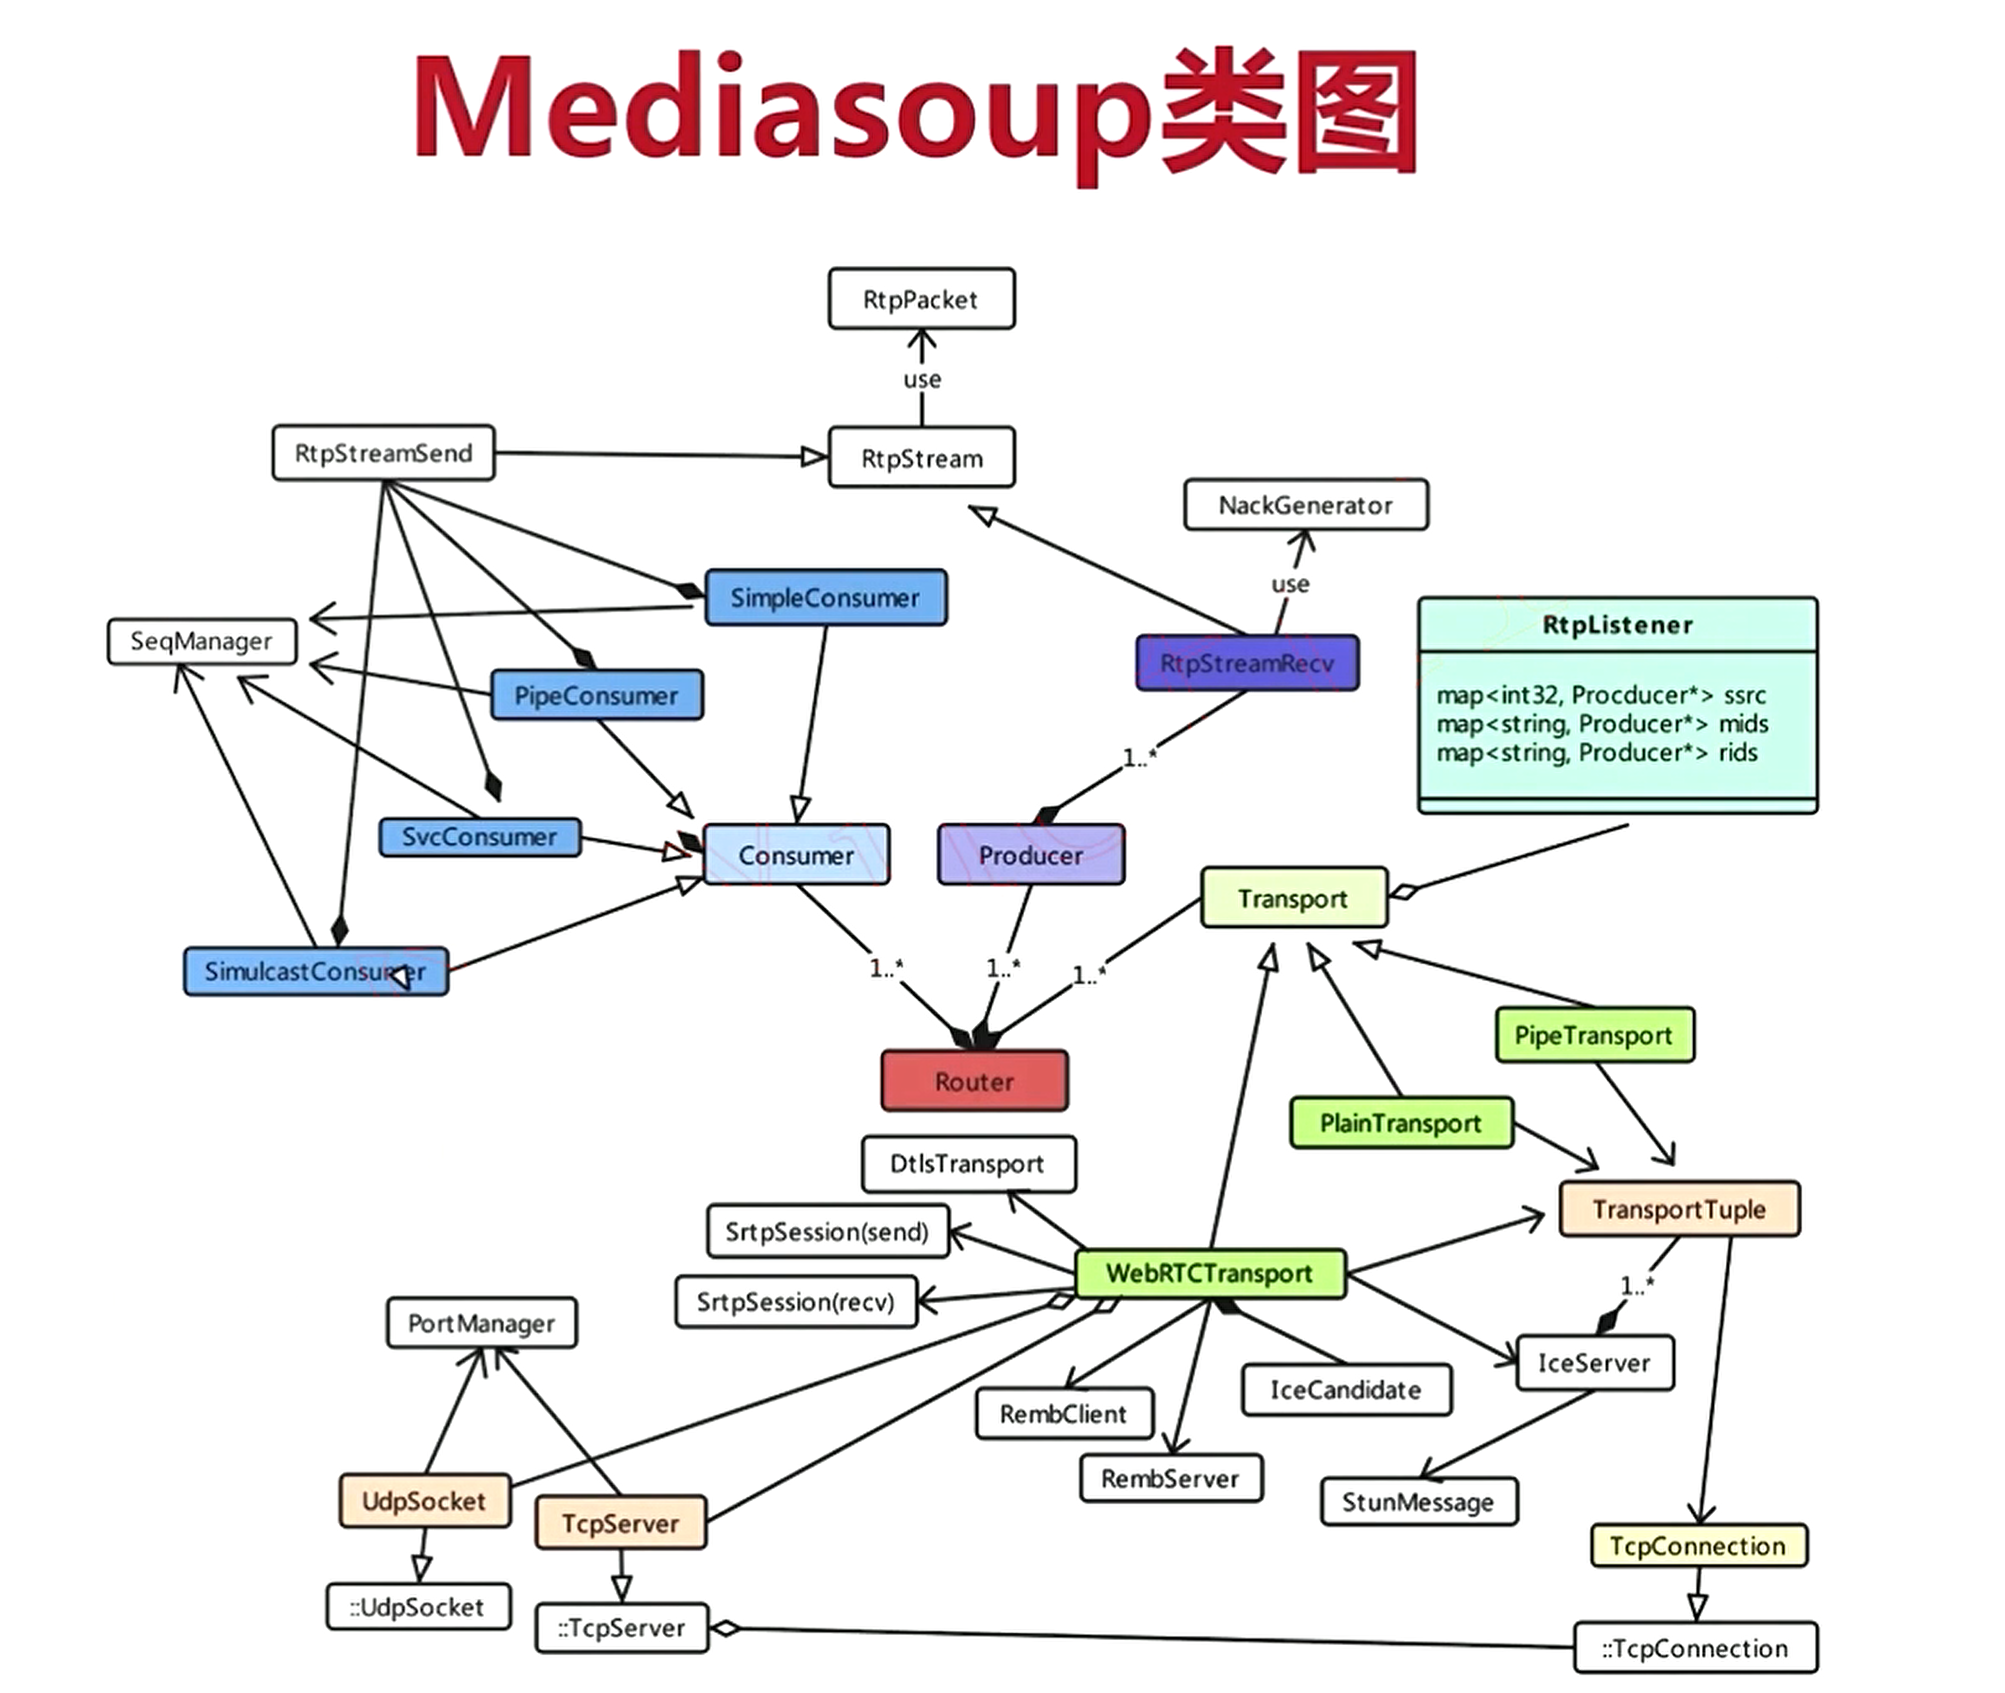 Mediasoup类图
RtpPacket
use
RtpStreamSend
RtpStream
NackGenerator
use
SimpleConsumer
RtpListener
SeqManager
RtpStreamRecv
PipeConsumer
map<int32, Procducer*> ssrc
map<string, Producer*> mids
map<string, Producer*> rids
1..*
SvcConsumer
Consumer
Producer
Transport
SimulcastConsumer
1..*
1..*
1..*
PipeTransport
Router
PlainTransport
DtlsTransport
TransportTuple
SrtpSession(send)
WebRTCTransport
SrtpSession(recv)
1..*
PortManager
IceServer
IceCandidate
RembClient
RembServer
UdpSocket
StunMessage
TcpServer
TcpConnection
::UdpSocket
::TcpServer
::TcpConnection